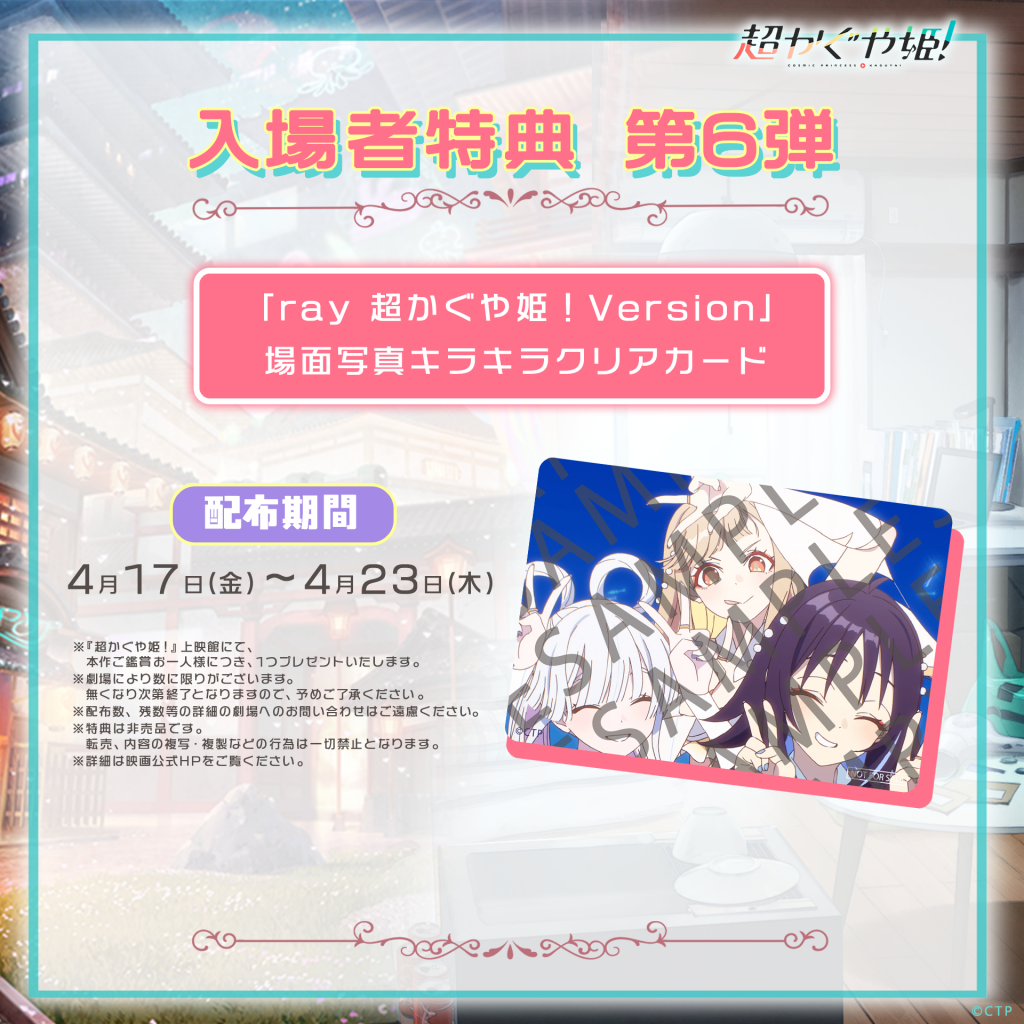 超かぐや姫!
COSMIC PRINCESS KAGUYA!
入場者特典 第6弾
「ray 超かぐや姫！Version」
場面写真キラキラクリアカード
配布期間
4月17日(金)～4月23日(木)
※『超かぐや姫！』上映館にて、
本作ご鑑賞お一人様につき、1つプレゼントいたします。
※劇場により数に限りがございます。
無くなり次第終了となりますので、予めご了承ください。
※配布数、残数等の詳細の劇場へのお問い合わせはご遠慮ください。
※特典は非売品です。
転売、内容の複写・複製などの行為は一切禁止となります。
※詳細は映画公式HPをご覧ください。
SAMPLE
SAMPLE
SAMPLE
©CTP
©CTP